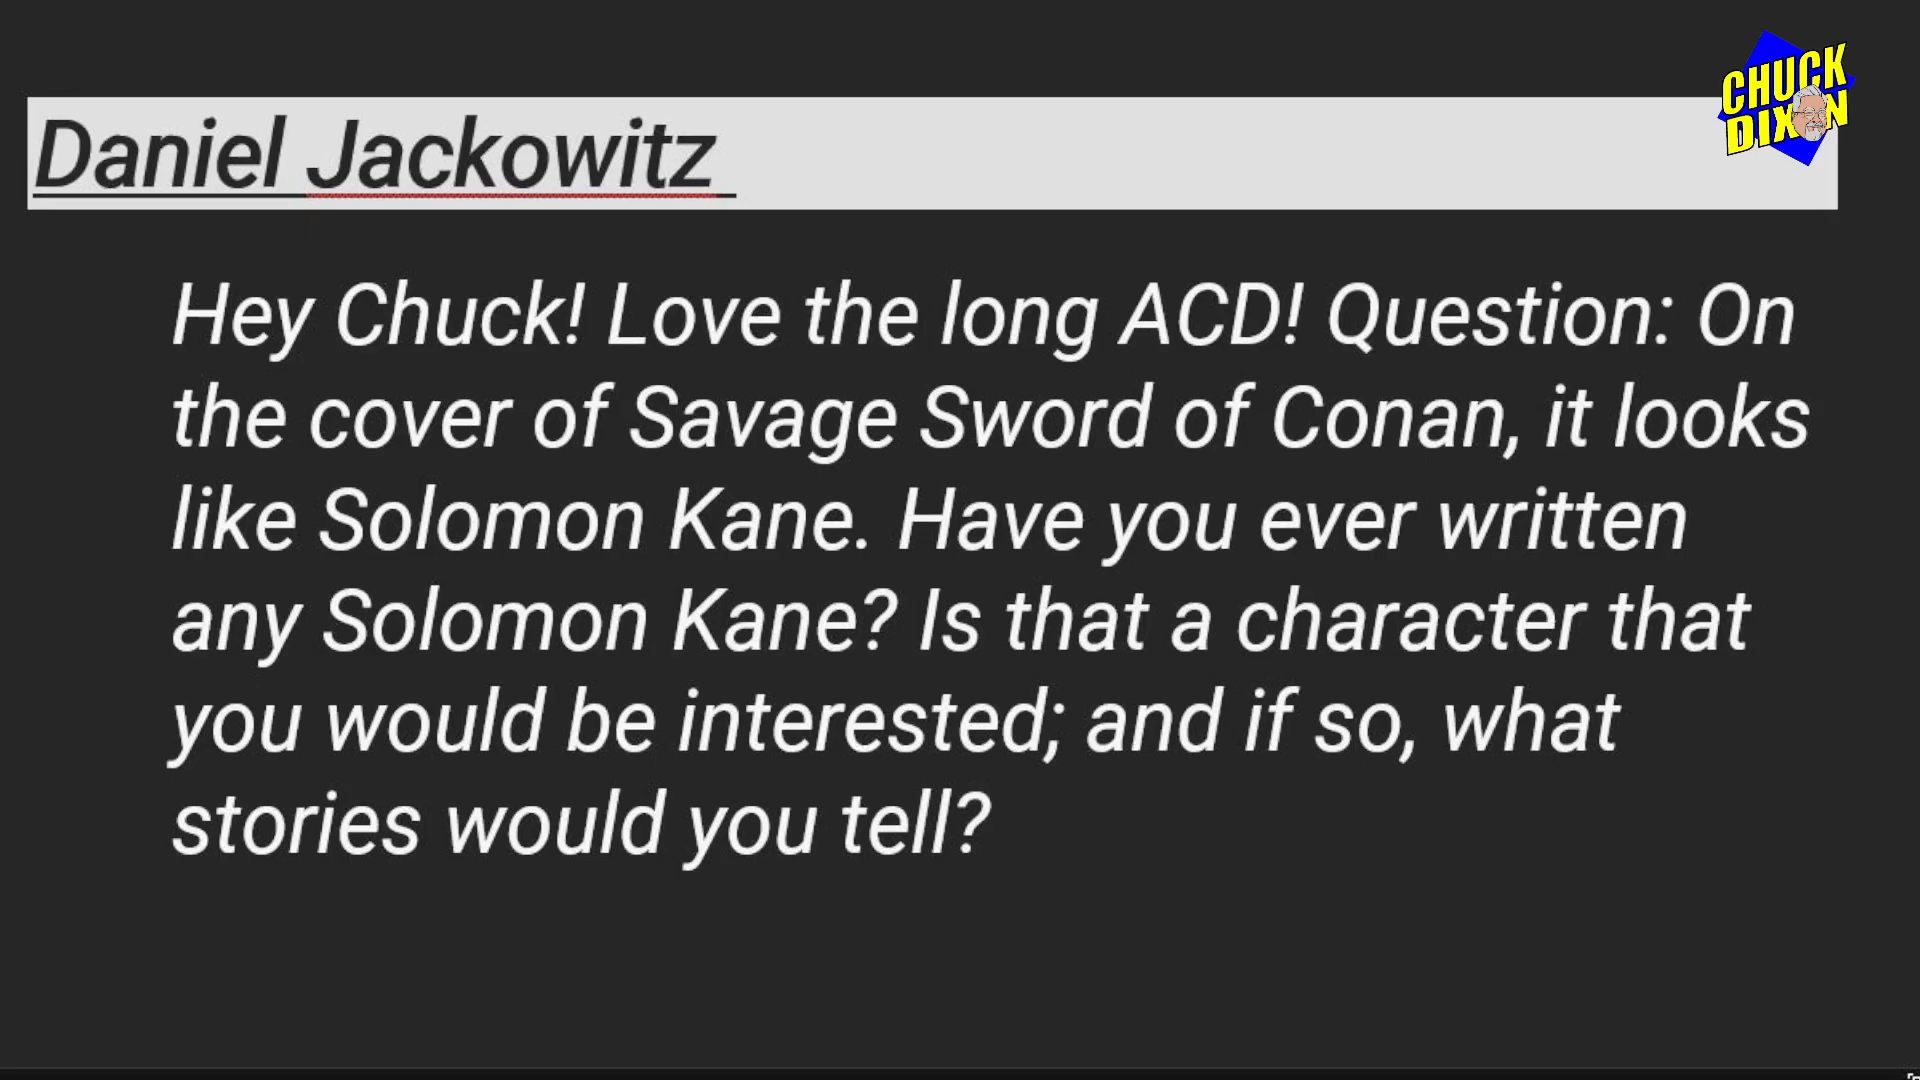 CHUCK
DIXON
Daniel Jackowitz
Hey Chuck! Love the long ACD! Question: On
the cover of Savage Sword of Conan, it looks
like Solomon Kane. Have you ever written
any Solomon Kane? Is that a character that
you would be interested; and if so, what
stories would you tell?